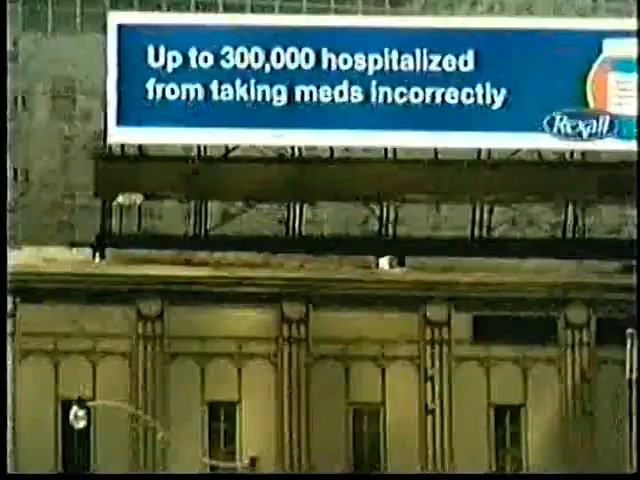 Up to 300,000 hospitalized
from taking meds incorrectly
Rexall